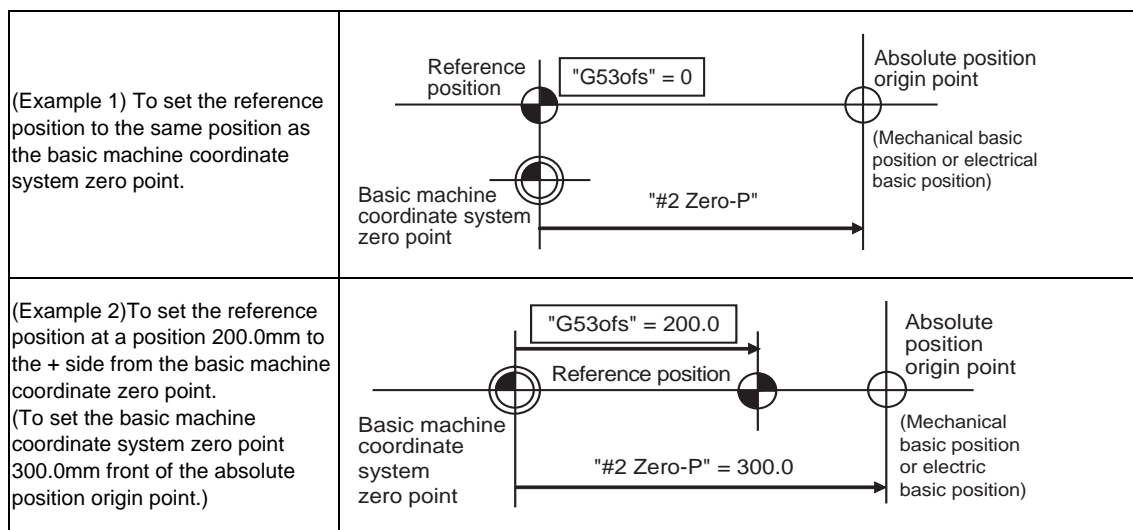 (Example 1) To set the reference
position to the same position as
the basic machine coordinate
system zero point.
Reference
position
"G53ofs" = 0
Absolute position
origin point
(Mechanical basic
position or electrical
basic position)
Basic machine
coordinate system
zero point
"#2 Zero-P"
(Example 2)To set the reference
position at a position 200.0mm to
the + side from the basic machine
coordinate zero point.
(To set the basic machine
coordinate system zero point
300.0mm front of the absolute
position origin point.)
"G53ofs" = 200.0
Absolute
position
origin point
Reference position
Basic machine
coordinate
system
zero point
(Mechanical
basic position
or electric
basic position)
"#2 Zero-P" = 300.0